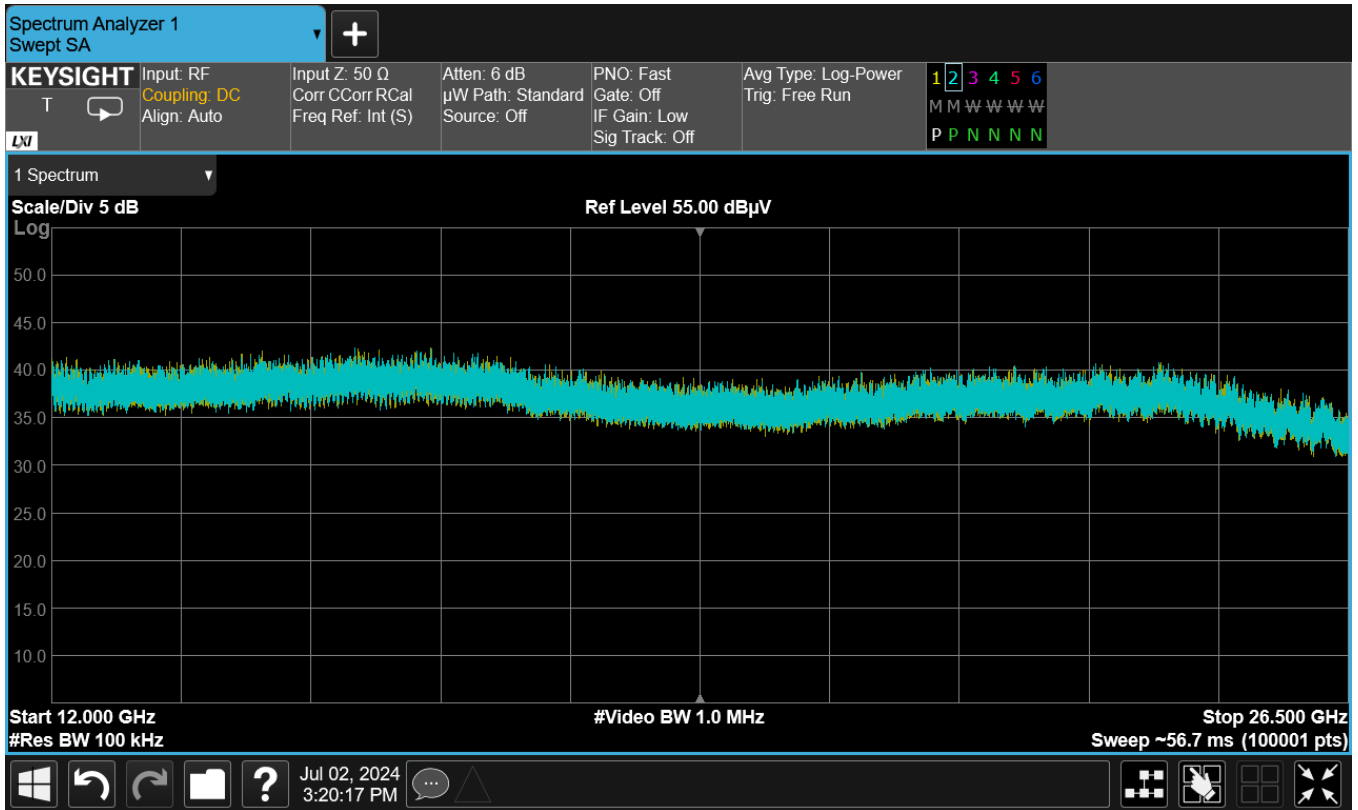 Spectrum Analyzer 1
Swept SA
KEYSIGHT
T
LXI
Input: RF
Coupling: DC
Align: Auto
Input Z: 50 Ω
Corr CCorr RCal
Freq Ref: Int (S)
Atten: 6 dB
µW Path: Standard
Source: Off
PNO: Fast
Gate: Off
IF Gain: Low
Sig Track: Off
Avg Type: Log-Power
Trig: Free Run
1 2 3 4 5 6
M M W W W W
P P N N N N
1 Spectrum
Scale/Div 5 dB
Ref Level 55.00 dBµV
Log
50.0
45.0
40.0
35.0
30.0
25.0
20.0
15.0
10.0
Start 12.000 GHz
#Video BW 1.0 MHz
Stop 26.500 GHz
#Res BW 100 kHz
Sweep ~56.7 ms (100001 pts)
?
Jul 02, 2024
3:20:17 PM